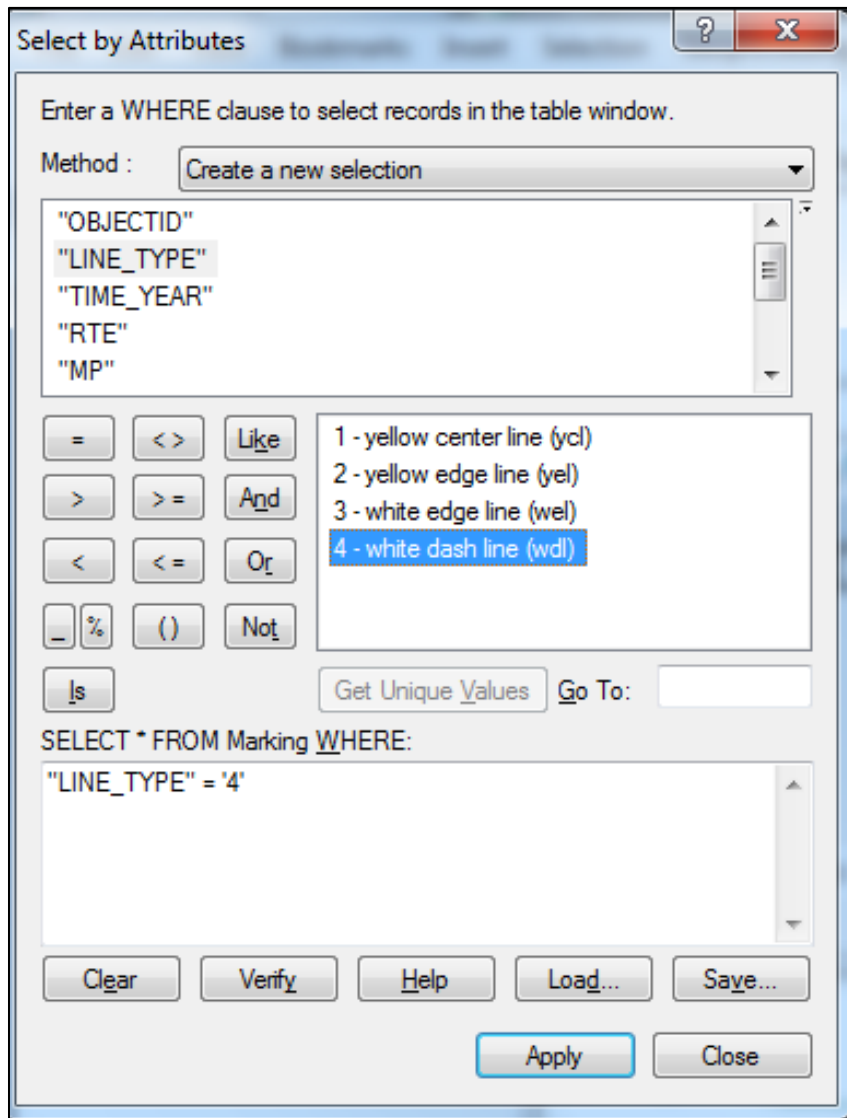 Select by Attributes
Enter a WHERE clause to select records in the table window.
Method : Create a new selection
"OBJECTID"
"LINE_TYPE"
"TIME_YEAR"
"RTE"
"MP"
= < > Like
> > = And
< < = Or
_ % ( ) Not
Is
1 - yellow center line (ycl)
2 - yellow edge line (yel)
3 - white edge line (wel)
4 - white dash line (wdl)
Get Unique Values Go To:
SELECT * FROM Marking WHERE:
"LINE_TYPE" = '4'
Clear Verify Help Load... Save...
Apply Close